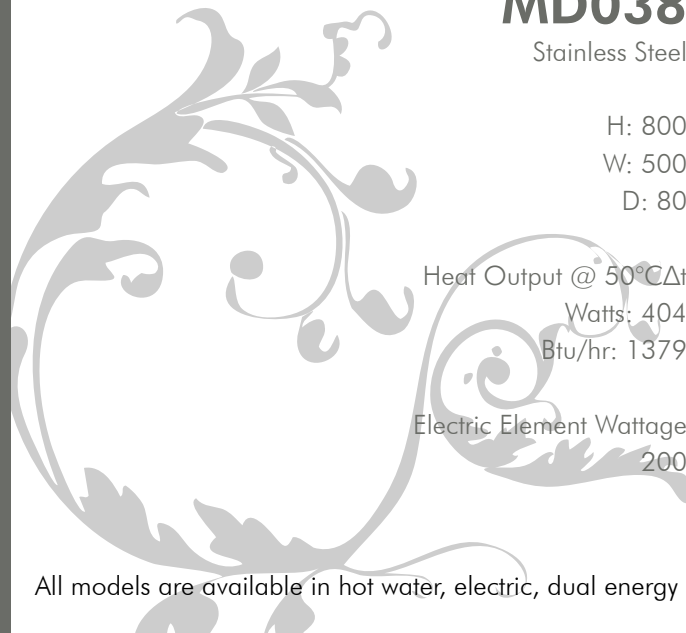 MD038
Stainless Steel
H: 800
W: 500
D: 80
Heat Output @ 50°CΔt
Watts: 404
Btu/hr: 1379
Electric Element Wattage
200
All models are available in hot water, electric, dual energy